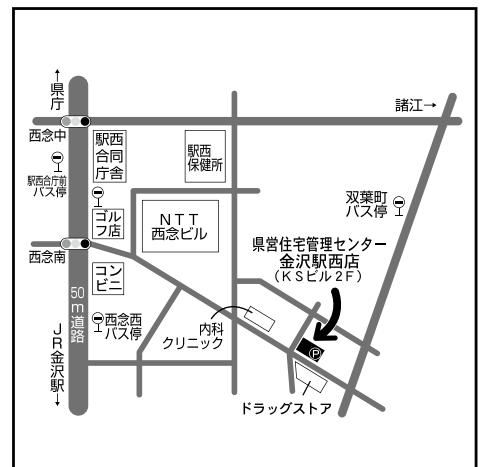 ↑県庁
諸江→
西念中
駅西
合同
庁舎
駅西
保健所
駅西合庁前
バス停
双葉町
バス停
ゴル
フ店
NTT
西念ビル
県営住宅管理センター
金沢駅西店
(KSビル2F)
西念南
コン
ビニ
50m道路
西念西
バス停
内科
クリニック
P
JR金沢駅↓
ドラッグストア